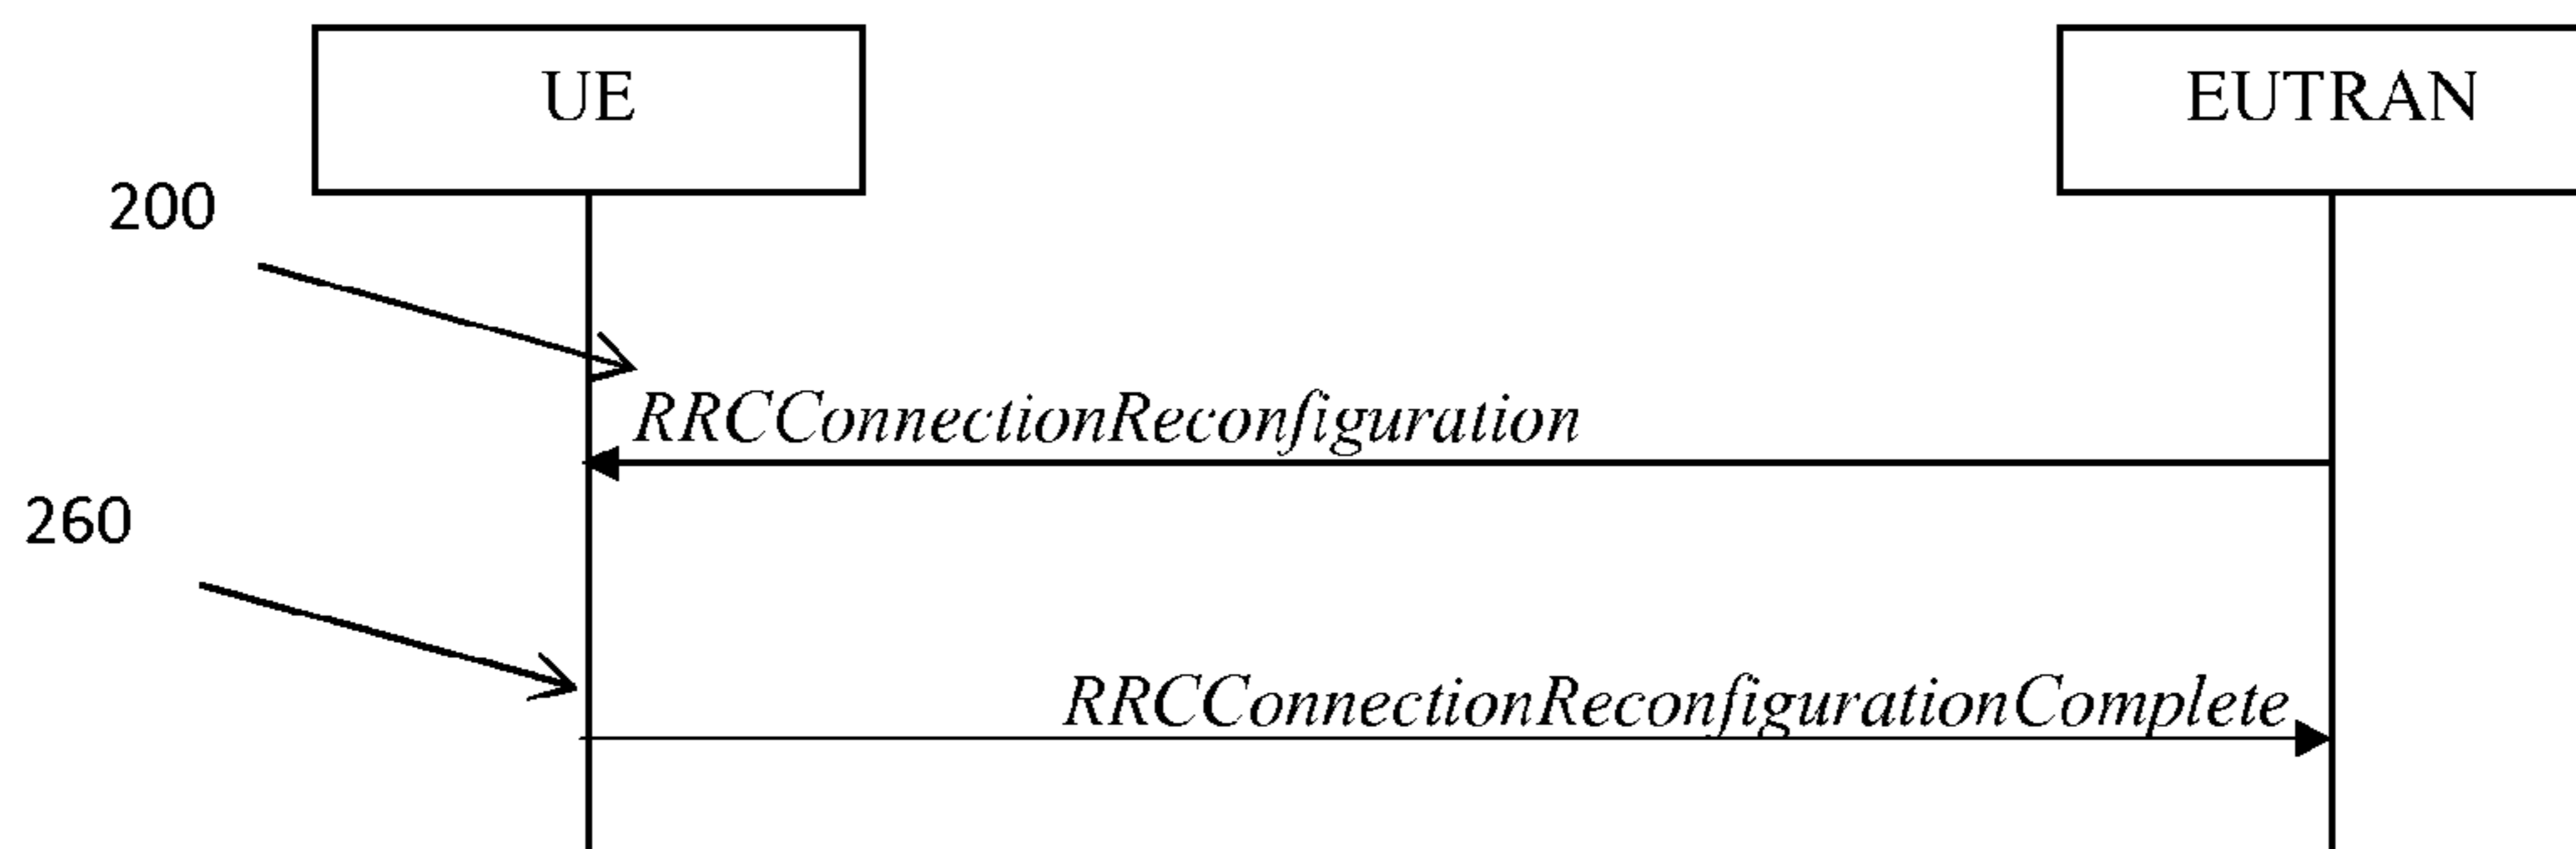 UE
EUTRAN
200
RRCConnectionReconfiguration
260
RRCConnectionReconfigurationComplete